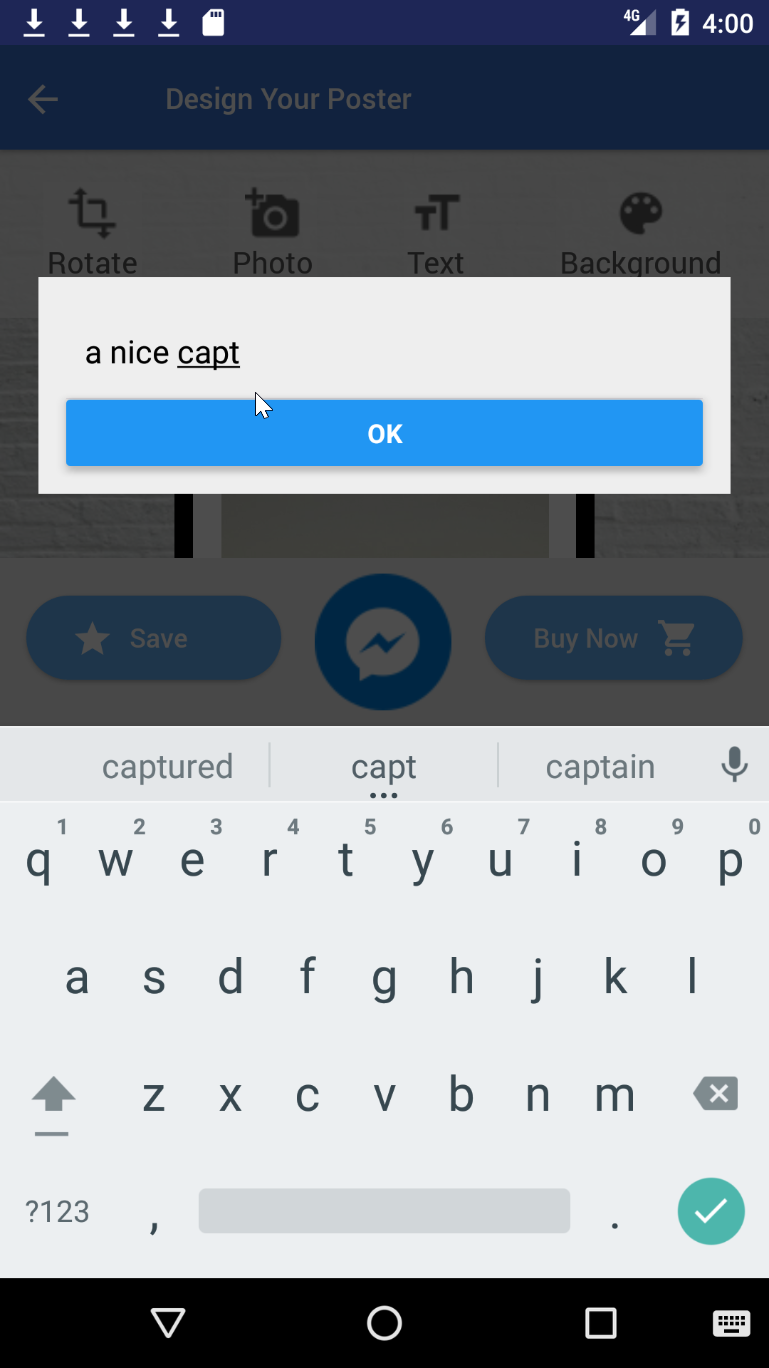 4G 4:00
Design Your Poster
Rotate Photo Text Background
a nice capt
OK
Save Buy Now
captured capt captain
1 2 3 4 5 6 7 8 9 0
q w e r t y u i o p
a s d f g h j k l
z x c v b n m
?123 , .